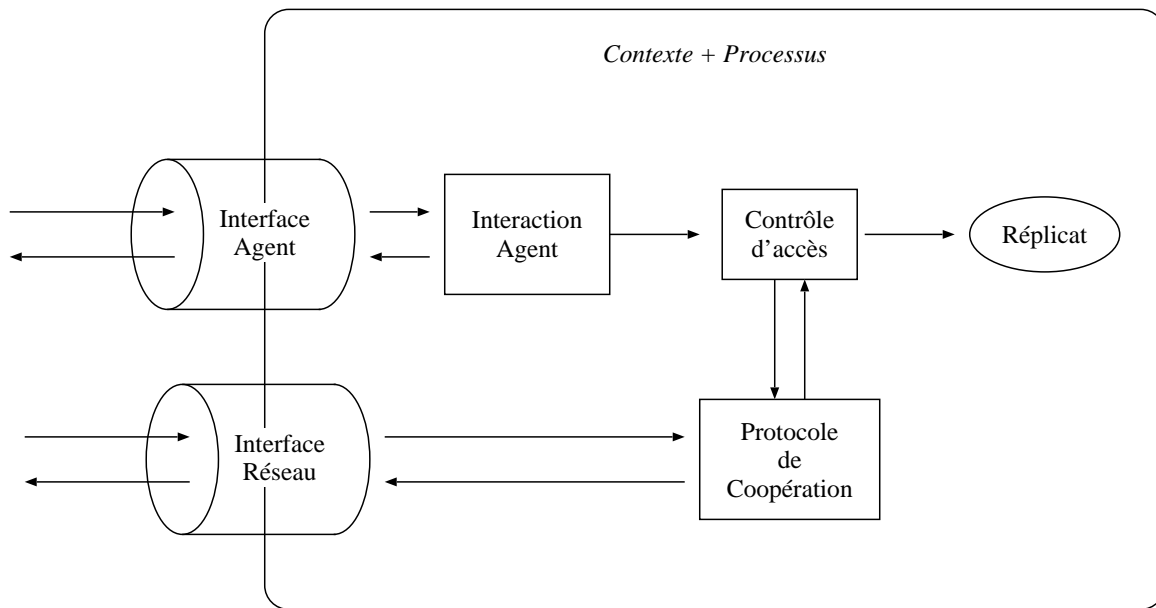 Contexte + Processus
Interface
Agent
Interaction
Agent
Contrôle
d'accès
Réplicat
Interface
Réseau
Protocole
de
Coopération